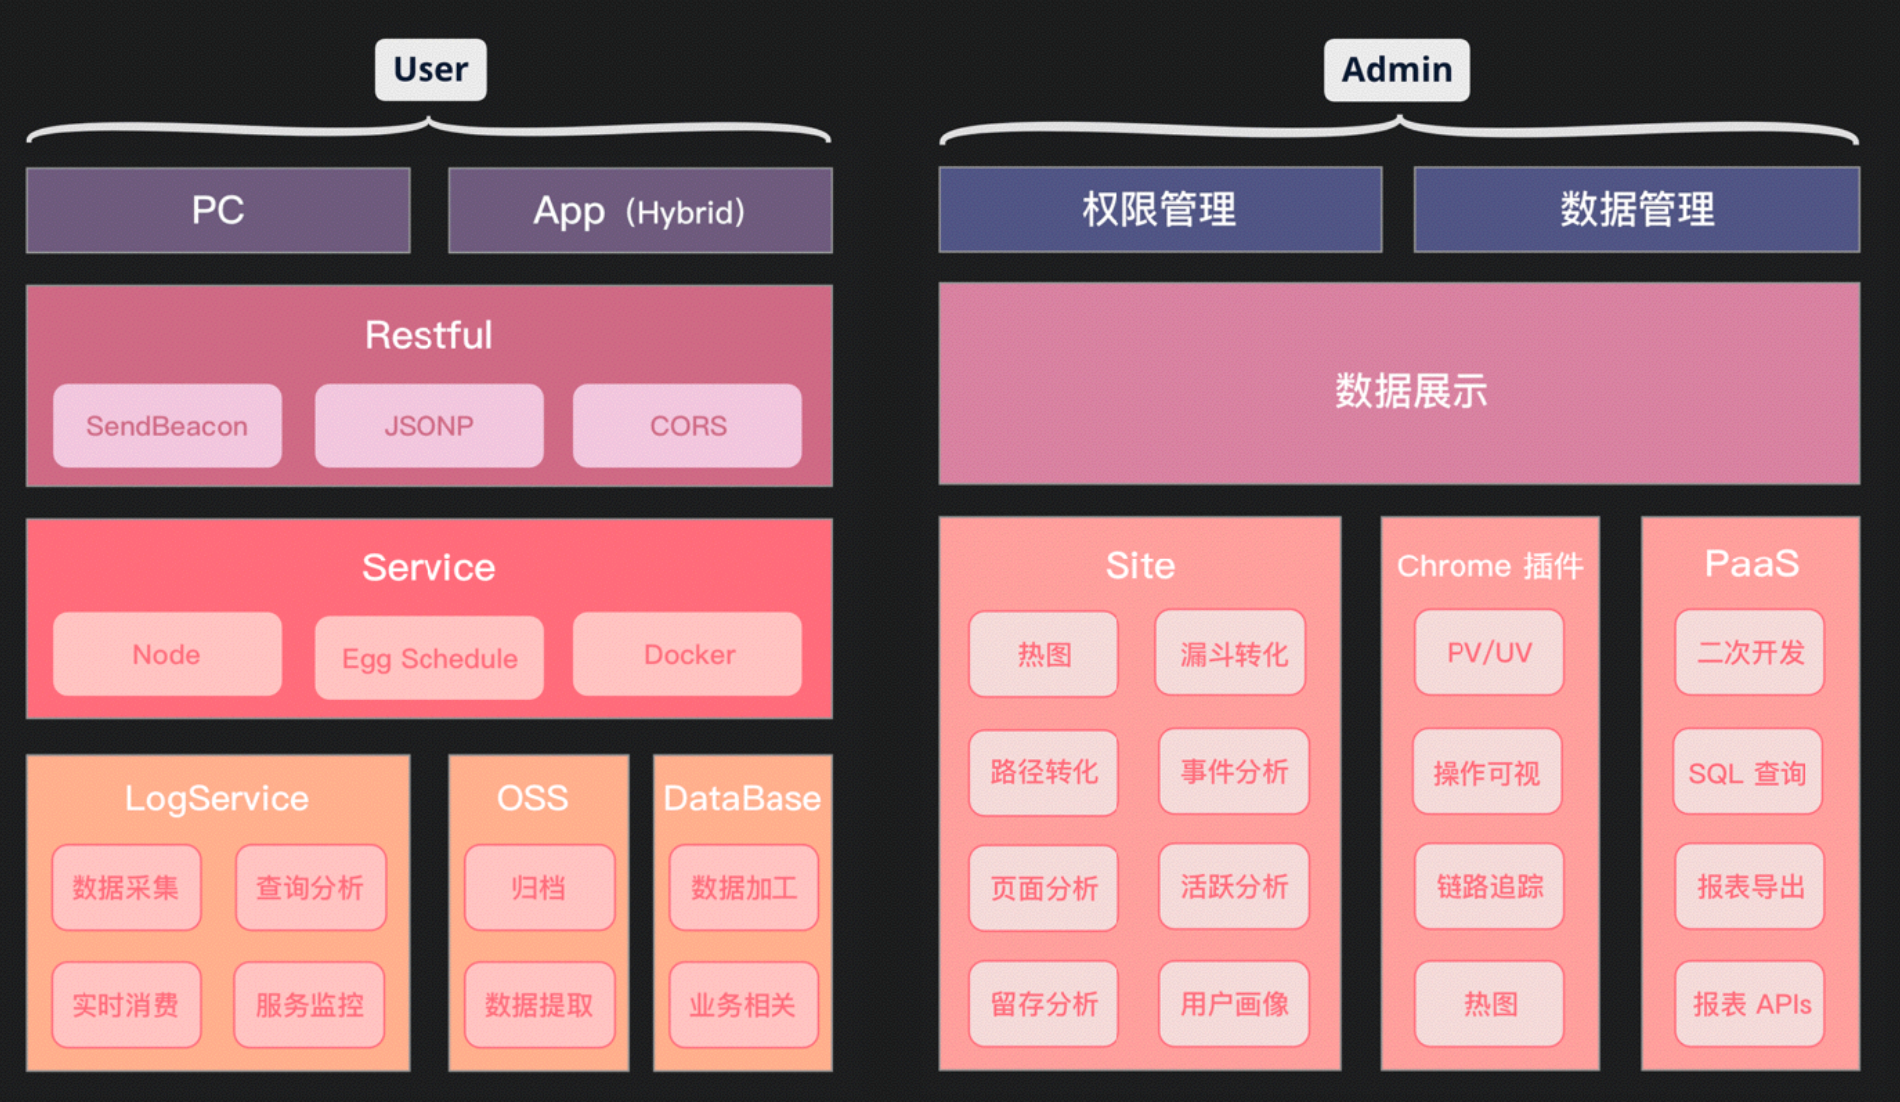 User
PC
App（Hybrid）
Restful
SendBeacon
JSONP
CORS
Service
Node
Egg Schedule
Docker
LogService
数据采集
查询分析
实时消费
服务监控
OSS
归档
数据提取
DataBase
数据加工
业务相关
Admin
权限管理
数据管理
数据展示
Site
热图
漏斗转化
路径转化
事件分析
页面分析
活跃分析
留存分析
用户画像
Chrome 插件
PV/UV
操作可视
链路追踪
热图
PaaS
二次开发
SQL 查询
报表导出
报表 APIs